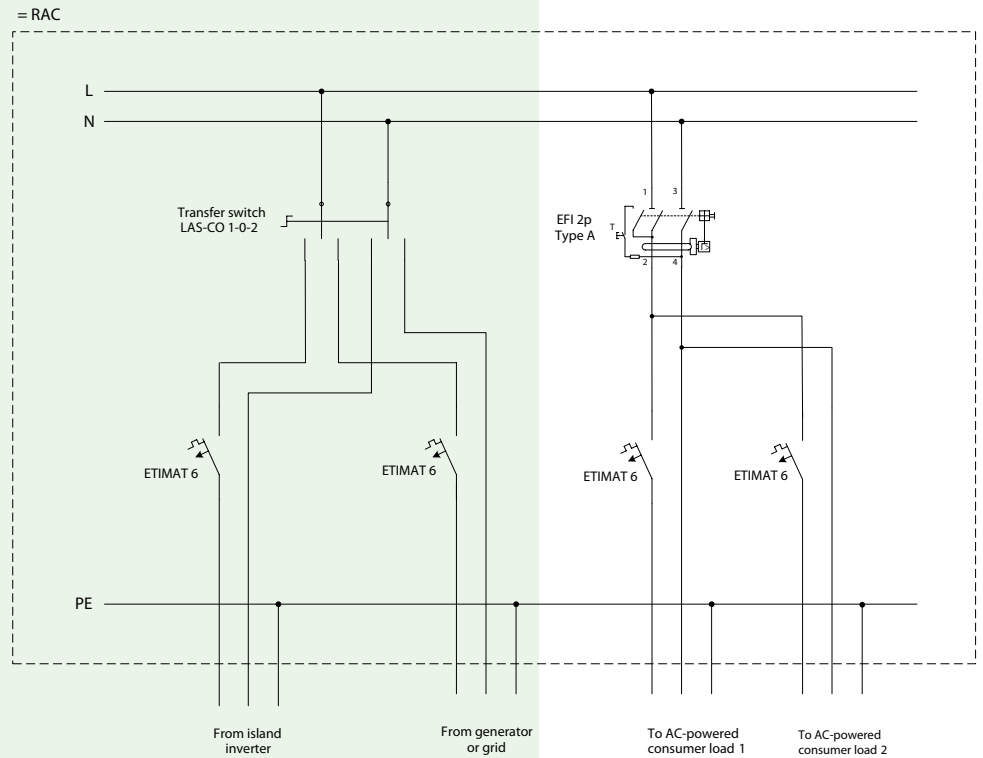 = RAC
L
N
Transfer switch
LAS-CO 1-0-2
EFI 2p
Type A
1
3
T
2
4
ETIMAT 6
ETIMAT 6
ETIMAT 6
ETIMAT 6
PE
From island
inverter
From generator
or grid
To AC-powered
consumer load 1
To AC-powered
consumer load 2